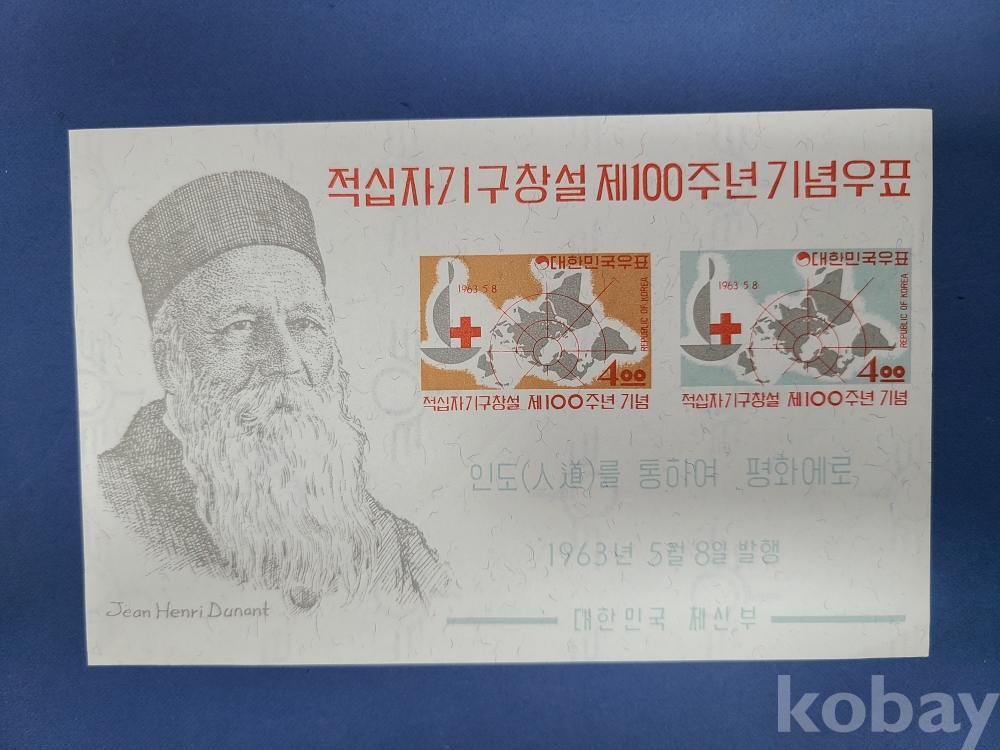 적십자기구창설 제100주년 기념우표
대한민국우표
1963 5 8
REPUBLIC OF KOREA
4.00
적십자기구창설 제100주년 기념
대한민국우표
1963 5 8
REPUBLIC OF KOREA
4.00
적십자기구창설 제100주년 기념
인도(人道)를 통하여 평화에로
1963년 5월 8일 발행
대한민국 체신부
Jean Henri Dunant
kobay